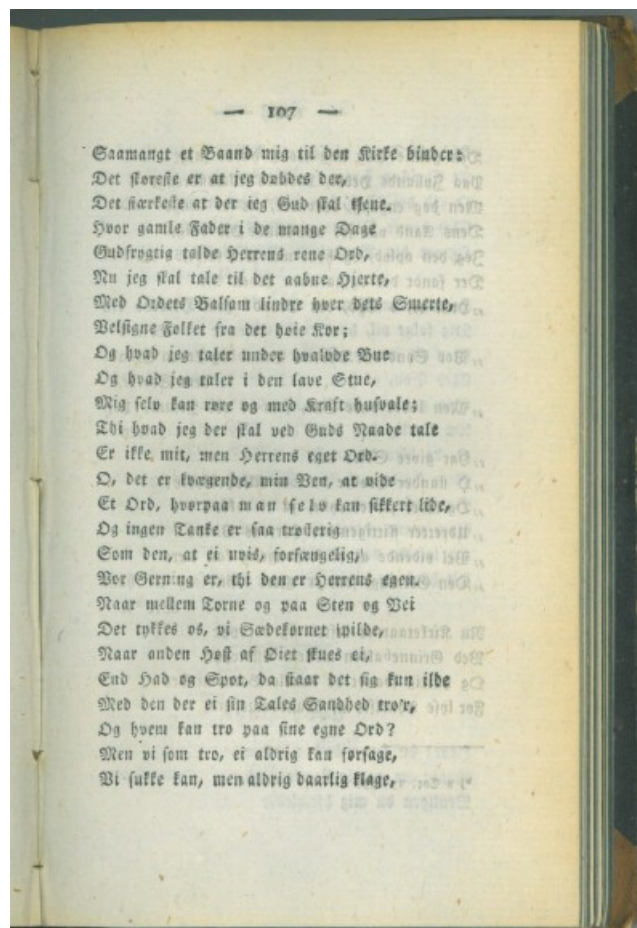 — 107 —
Saamangt et Baand mig til den Kirke binder:
Det største er at jeg døbdes der,
Det stærkeste at der jeg Gud skal tjene.
Hvor gamle Fader i de mange Dage
Gudfrygtig talde Herrens rene Ord,
Nu jeg skal tale til det aabne Hjerte,
Med Ordets Balsam lindre hver dets Smerte,
Velsigne Folket fra det høie Kor;
Og hvad jeg taler under hvalvde Bue
Og hvad jeg taler i den lave Stue,
Mig selv kan røre og med Kraft husvale;
Thi hvad jeg der skal ved Guds Naade tale
Er ikke mit, men Herrens eget Ord.
O, det er kvægende, min Ven, at vide
Et Ord, hvorpaa man selv kan sikkert lide,
Og ingen Tanke er saa trøsterig
Som den, at ei uvis, forfængelig,
Vor Gerning er, thi den er Herrens egen.
Naar mellem Torne og paa Sten og Vei
Det tykkes os, vi Sædekornet spilde,
Naar anden Høst af Øiet skues ei,
End Had og Spot, da staar det sig kun ilde
Med den der ei sin Tales Sandhed tro'r,
Og hvem kan tro paa sine egne Ord?
Men vi som tro, ei aldrig kan forsage,
Vi sukke kan, men aldrig daarlig klage,